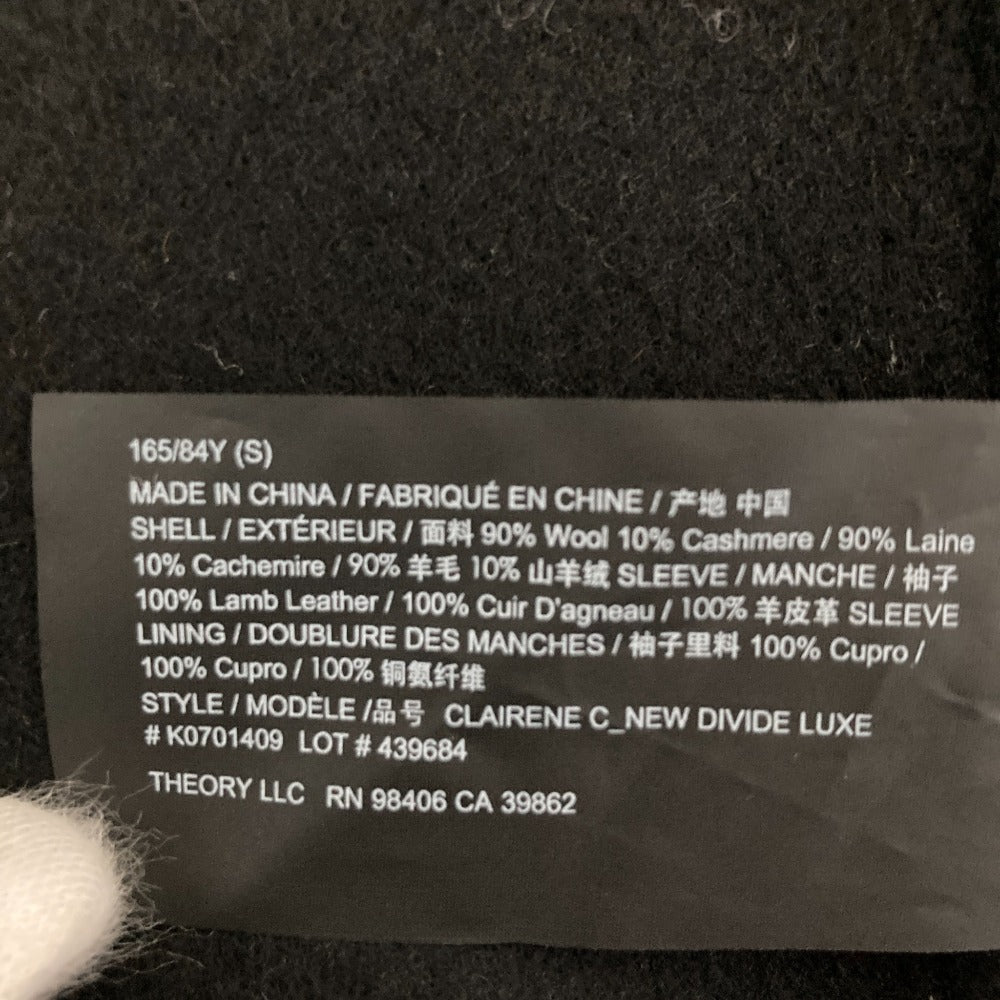 165/84Y (S)
MADE IN CHINA / FABRIQUÉ EN CHINE / 产地 中国
SHELL / EXTÉRIEUR / 面料 90% Wool 10% Cashmere / 90% Laine
10% Cachemire / 90% 羊毛 10% 山羊绒 SLEEVE / MANCHE / 袖子
100% Lamb Leather / 100% Cuir D'agneau / 100% 羊皮革 SLEEVE
LINING / DOUBLURE DES MANCHES / 袖子里料 100% Cupro /
100% Cupro / 100% 铜氨纤维
STYLE / MODÈLE /品号 CLAIRENE C_NEW DIVIDE LUXE
# K0701409 LOT # 439684
THEORY LLC RN 98406 CA 39862